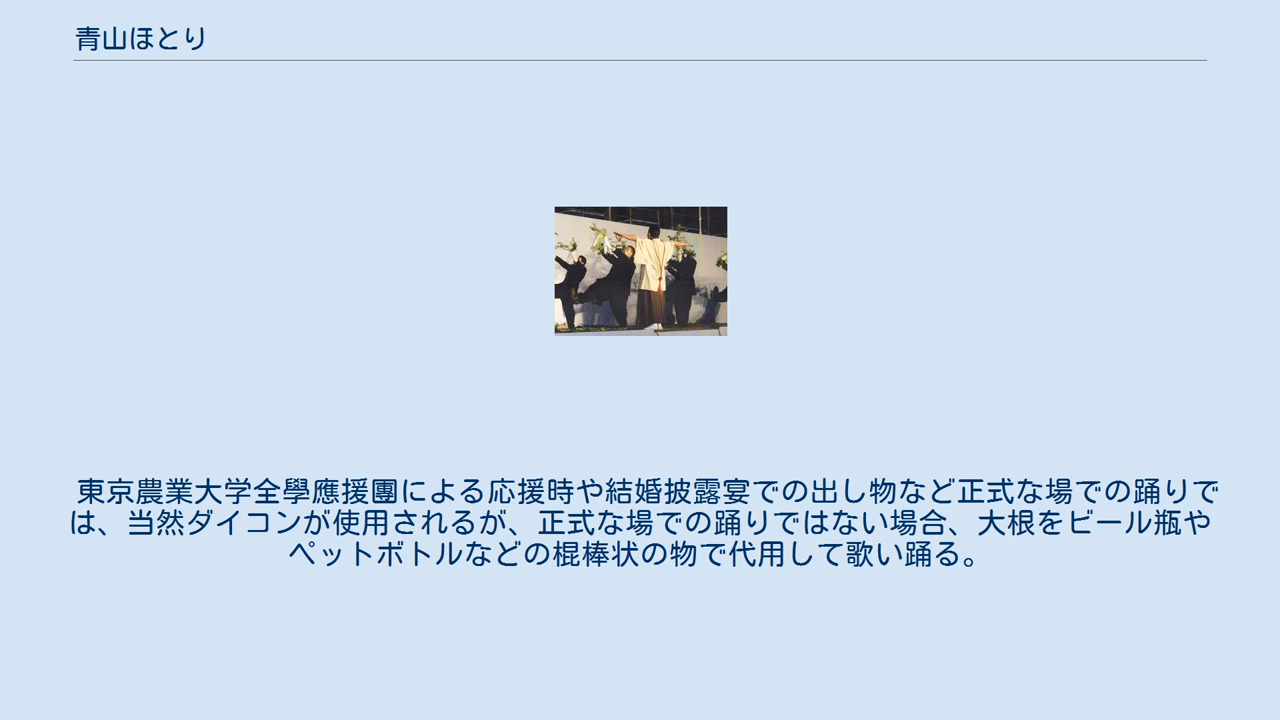 青山ほとり
東京農業大学全學應援團による応援時や結婚披露宴での出し物など正式な場での踊りで
は、当然ダイコンが使用されるが、正式な場での踊りではない場合、大根をビール瓶や
ペットボトルなどの棍棒状の物で代用して歌い踊る。